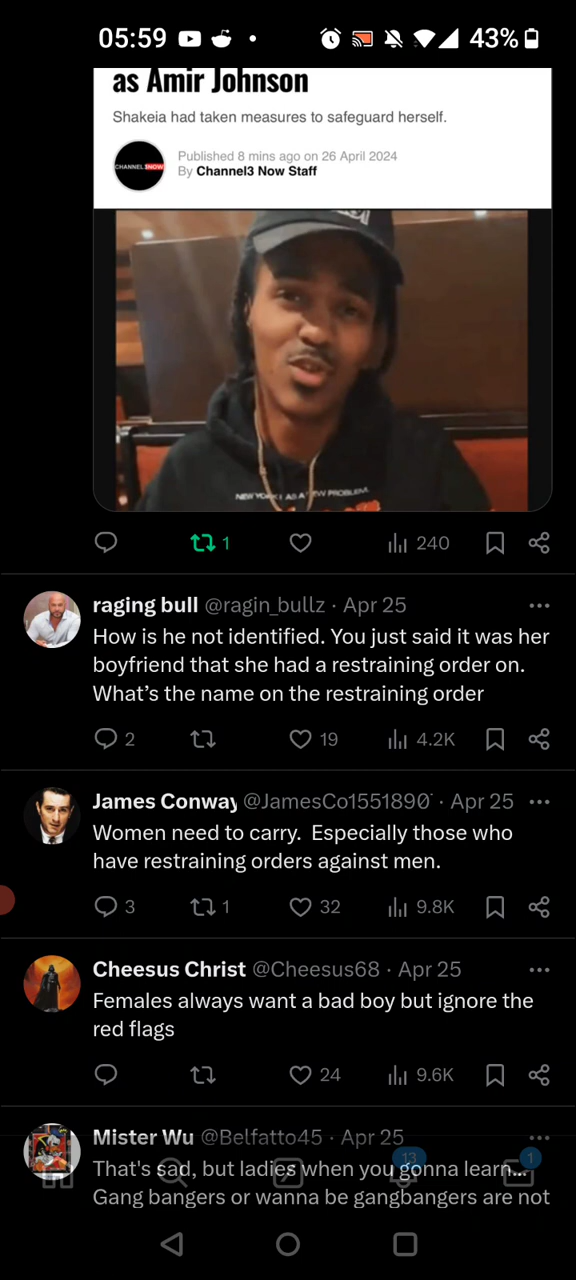 05:59
43%
as Amir Johnson
Shakeia had taken measures to safeguard herself.
CHANNEL3NOW
Published 8 mins ago on 26 April 2024
By Channel3 Now Staff
1
240
raging bull @ragin_bullz · Apr 25
How is he not identified. You just said it was her
boyfriend that she had a restraining order on.
What’s the name on the restraining order
2
19
4.2K
James Conway @JamesCo1551890 · Apr 25
Women need to carry. Especially those who
have restraining orders against men.
3
1
32
9.8K
Cheesus Christ @Cheesus68 · Apr 25
Females always want a bad boy but ignore the
red flags
24
9.6K
Mister Wu @Belfatto45 · Apr 25
That's sad, but ladies when you gonna learn...
13
1
Gang bangers or wanna be gangbangers are not